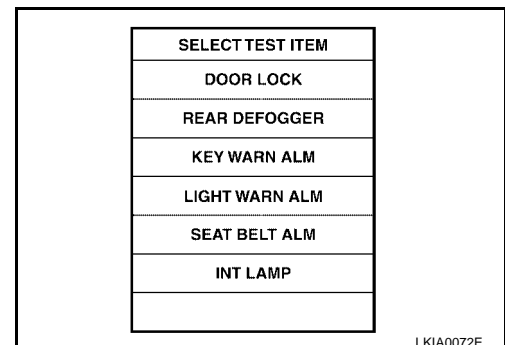 SELECT TEST ITEM
DOOR LOCK
REAR DEFOGGER
KEY WARN ALM
LIGHT WARN ALM
SEAT BELT ALM
INT LAMP
LKIA0072E